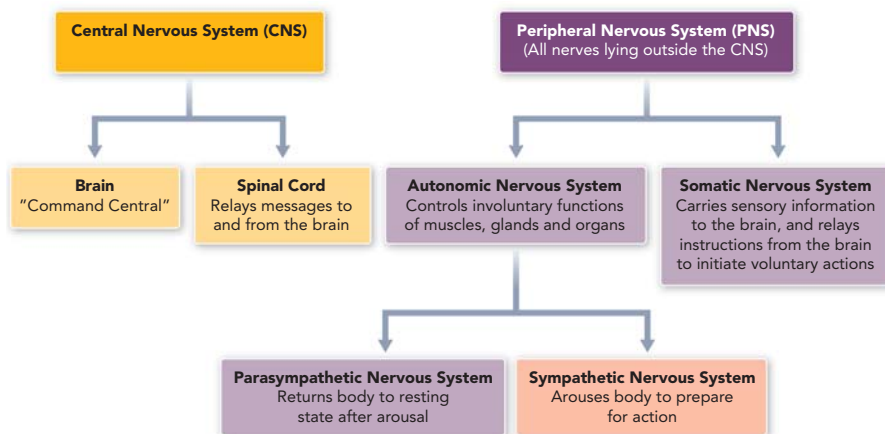 Central Nervous System (CNS)
Peripheral Nervous System (PNS)
(All nerves lying outside the CNS)
Brain
“Command Central”
Spinal Cord
Relays messages to
and from the brain
Autonomic Nervous System
Controls involuntary functions
of muscles, glands and organs
Somatic Nervous System
Carries sensory information
to the brain, and relays
instructions from the brain
to initiate voluntary actions
Parasympathetic Nervous System
Returns body to resting
state after arousal
Sympathetic Nervous System
Arouses body to prepare
for action